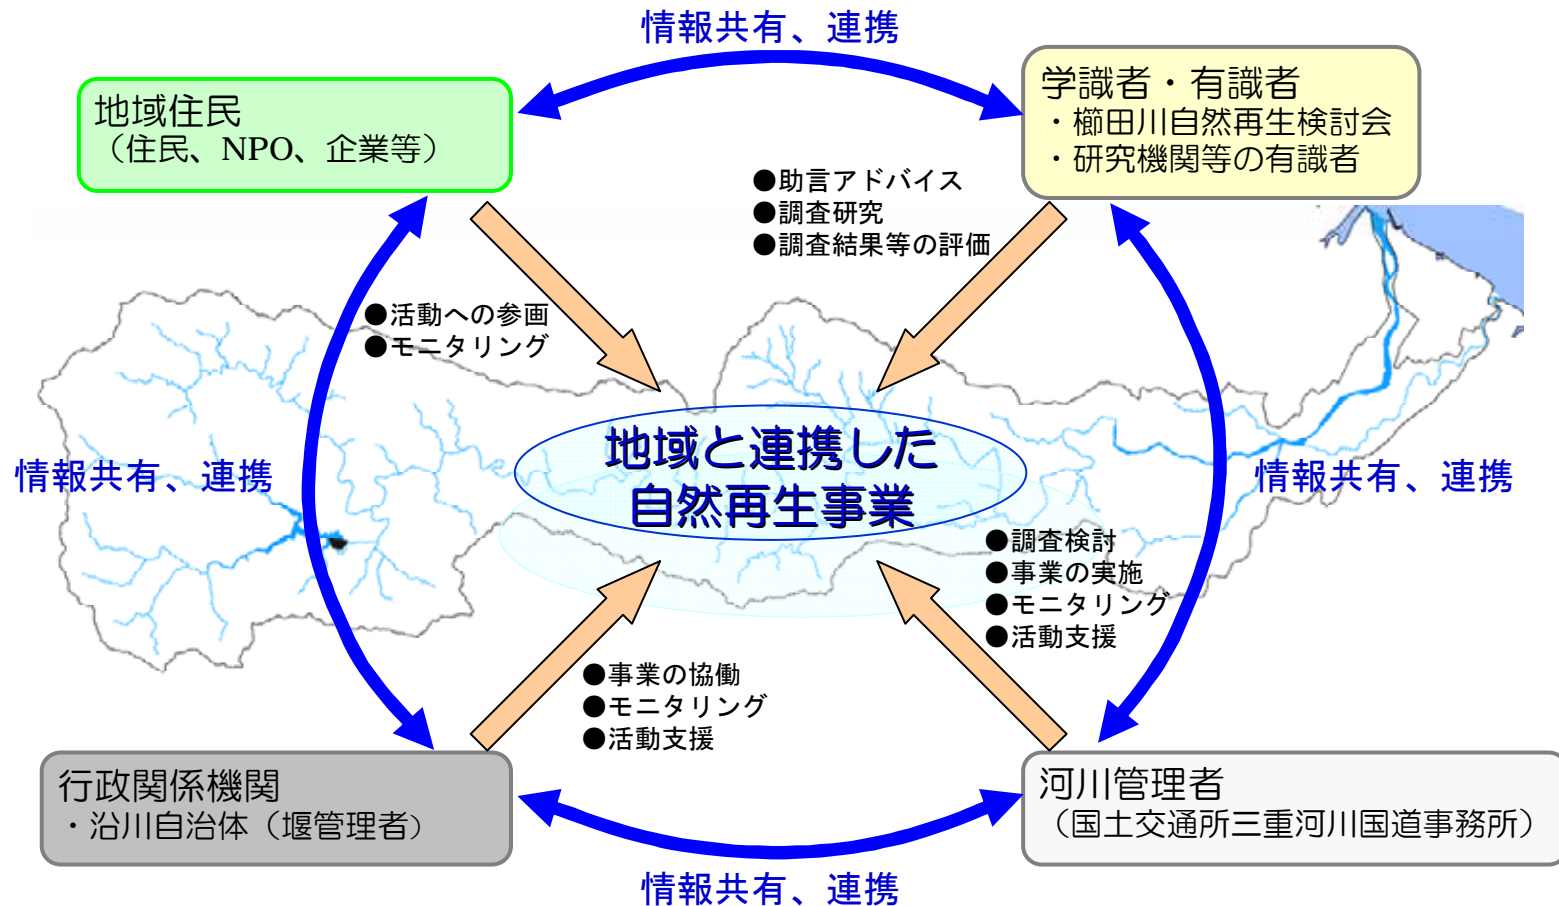 情報共有、連携
地域住民
（住民、NPO、企業等）
学識者・有識者
・櫛田川自然再生検討会
・研究機関等の有識者
●助言アドバイス
●調査研究
●調査結果等の評価
●活動への参画
●モニタリング
情報共有、連携
地域と連携した
自然再生事業
情報共有、連携
●調査検討
●事業の実施
●モニタリング
●活動支援
●事業の協働
●モニタリング
●活動支援
行政関係機関
・沿川自治体（堰管理者）
河川管理者
（国土交通所三重河川国道事務所）
情報共有、連携